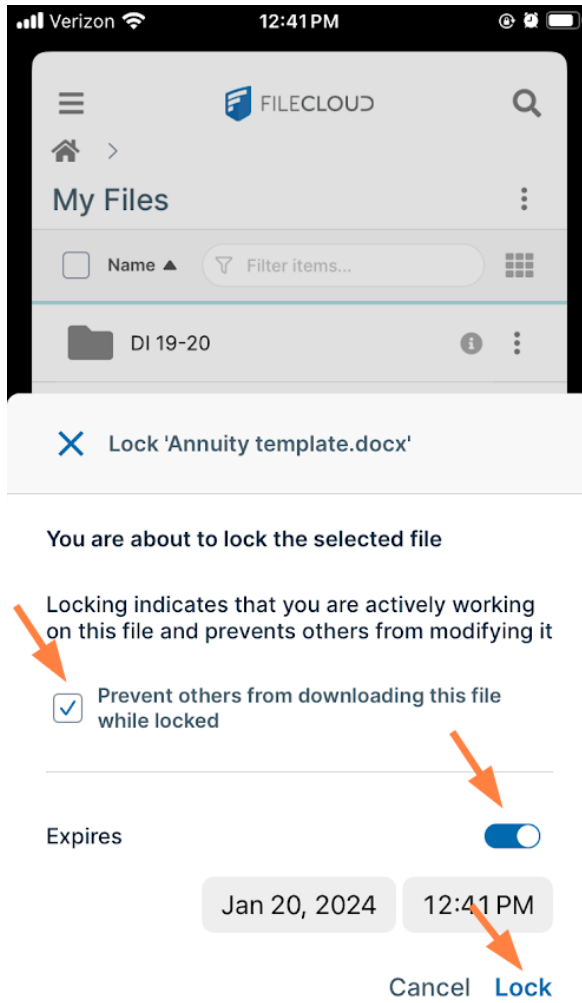 Verizon 12:41 PM
FILECLOUD
My Files
Name Filter items...
DI 19-20
Lock 'Annuity template.docx'
You are about to lock the selected file
Locking indicates that you are actively working
on this file and prevents others from modifying it
Prevent others from downloading this file
while locked
Expires
Jan 20, 2024 12:41 PM
Cancel Lock